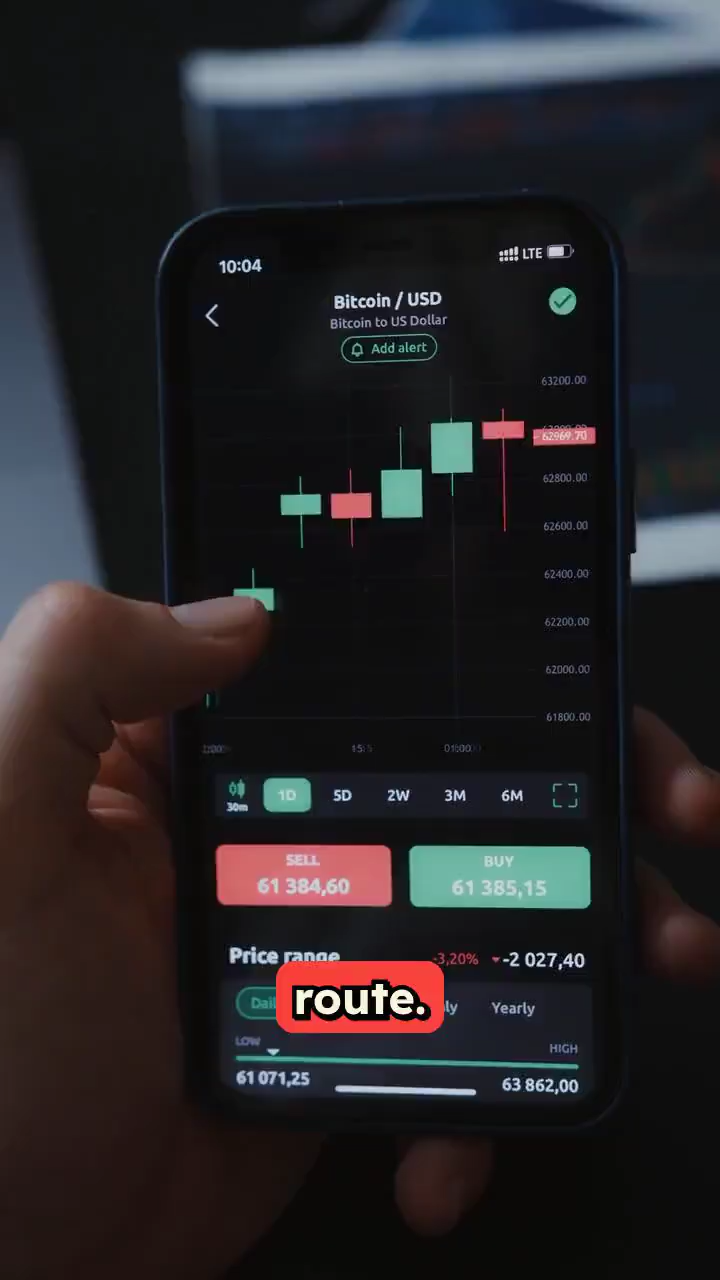 10:04 LTE
Bitcoin / USD
Bitcoin to US Dollar
Add alert
63200.00
62969.70
62800.00
62600.00
62400.00
62200.00
62000.00
61800.00
30m 1D 5D 2W 3M 6M
SELL BUY
61 384,60 61 385,15
Price range -3,20% -2 027,40
route.
Yearly
LOW HIGH
61 071,25 63 862,00